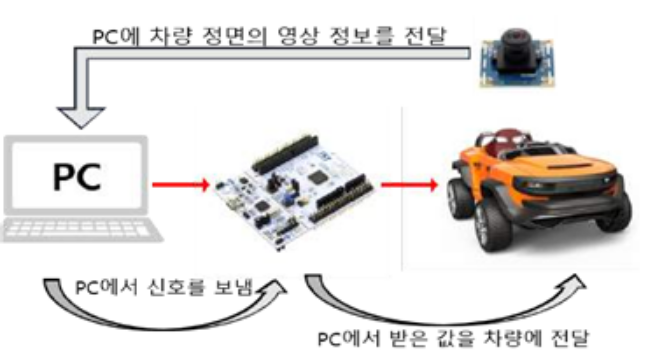 PC에 차량 정면의 영상 정보를 전달
PC
PC에서 신호를 보냄
PC에서 받은 값을 차량에 전달